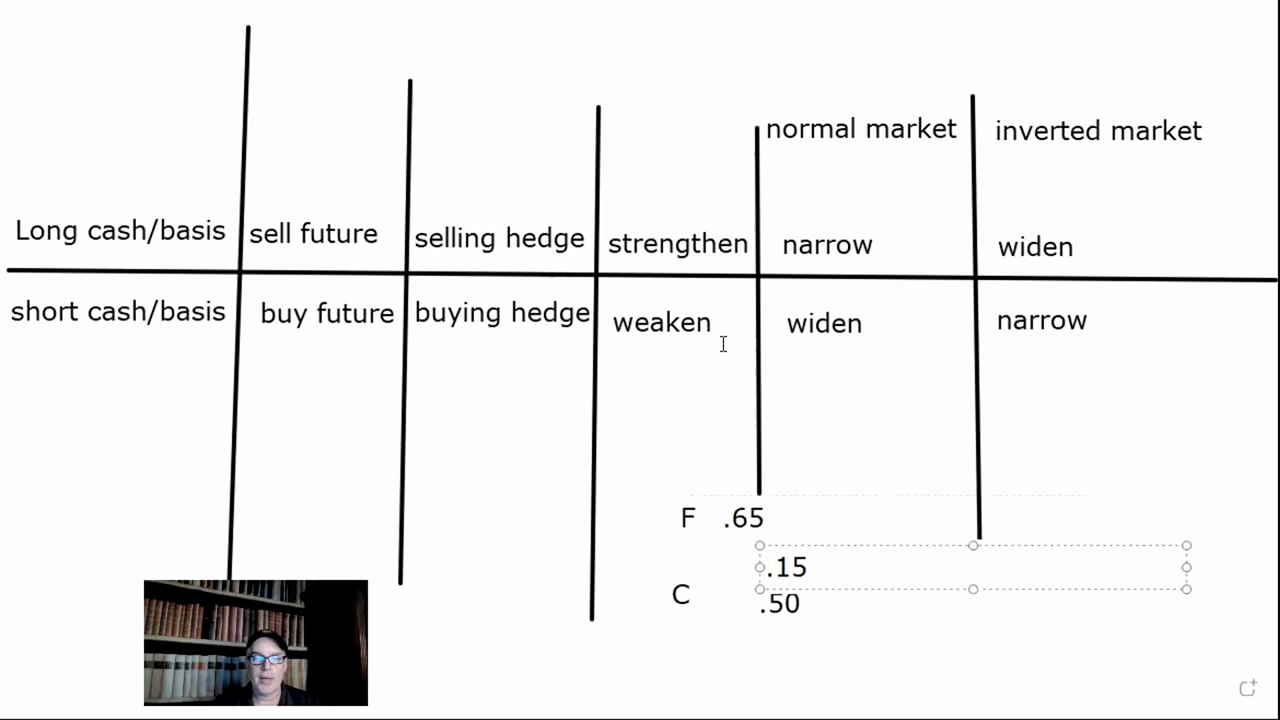 normal market inverted market
Long cash/basis sell future selling hedge strengthen narrow widen
short cash/basis buy future buying hedge weaken widen narrow
F .65
.15
C .50